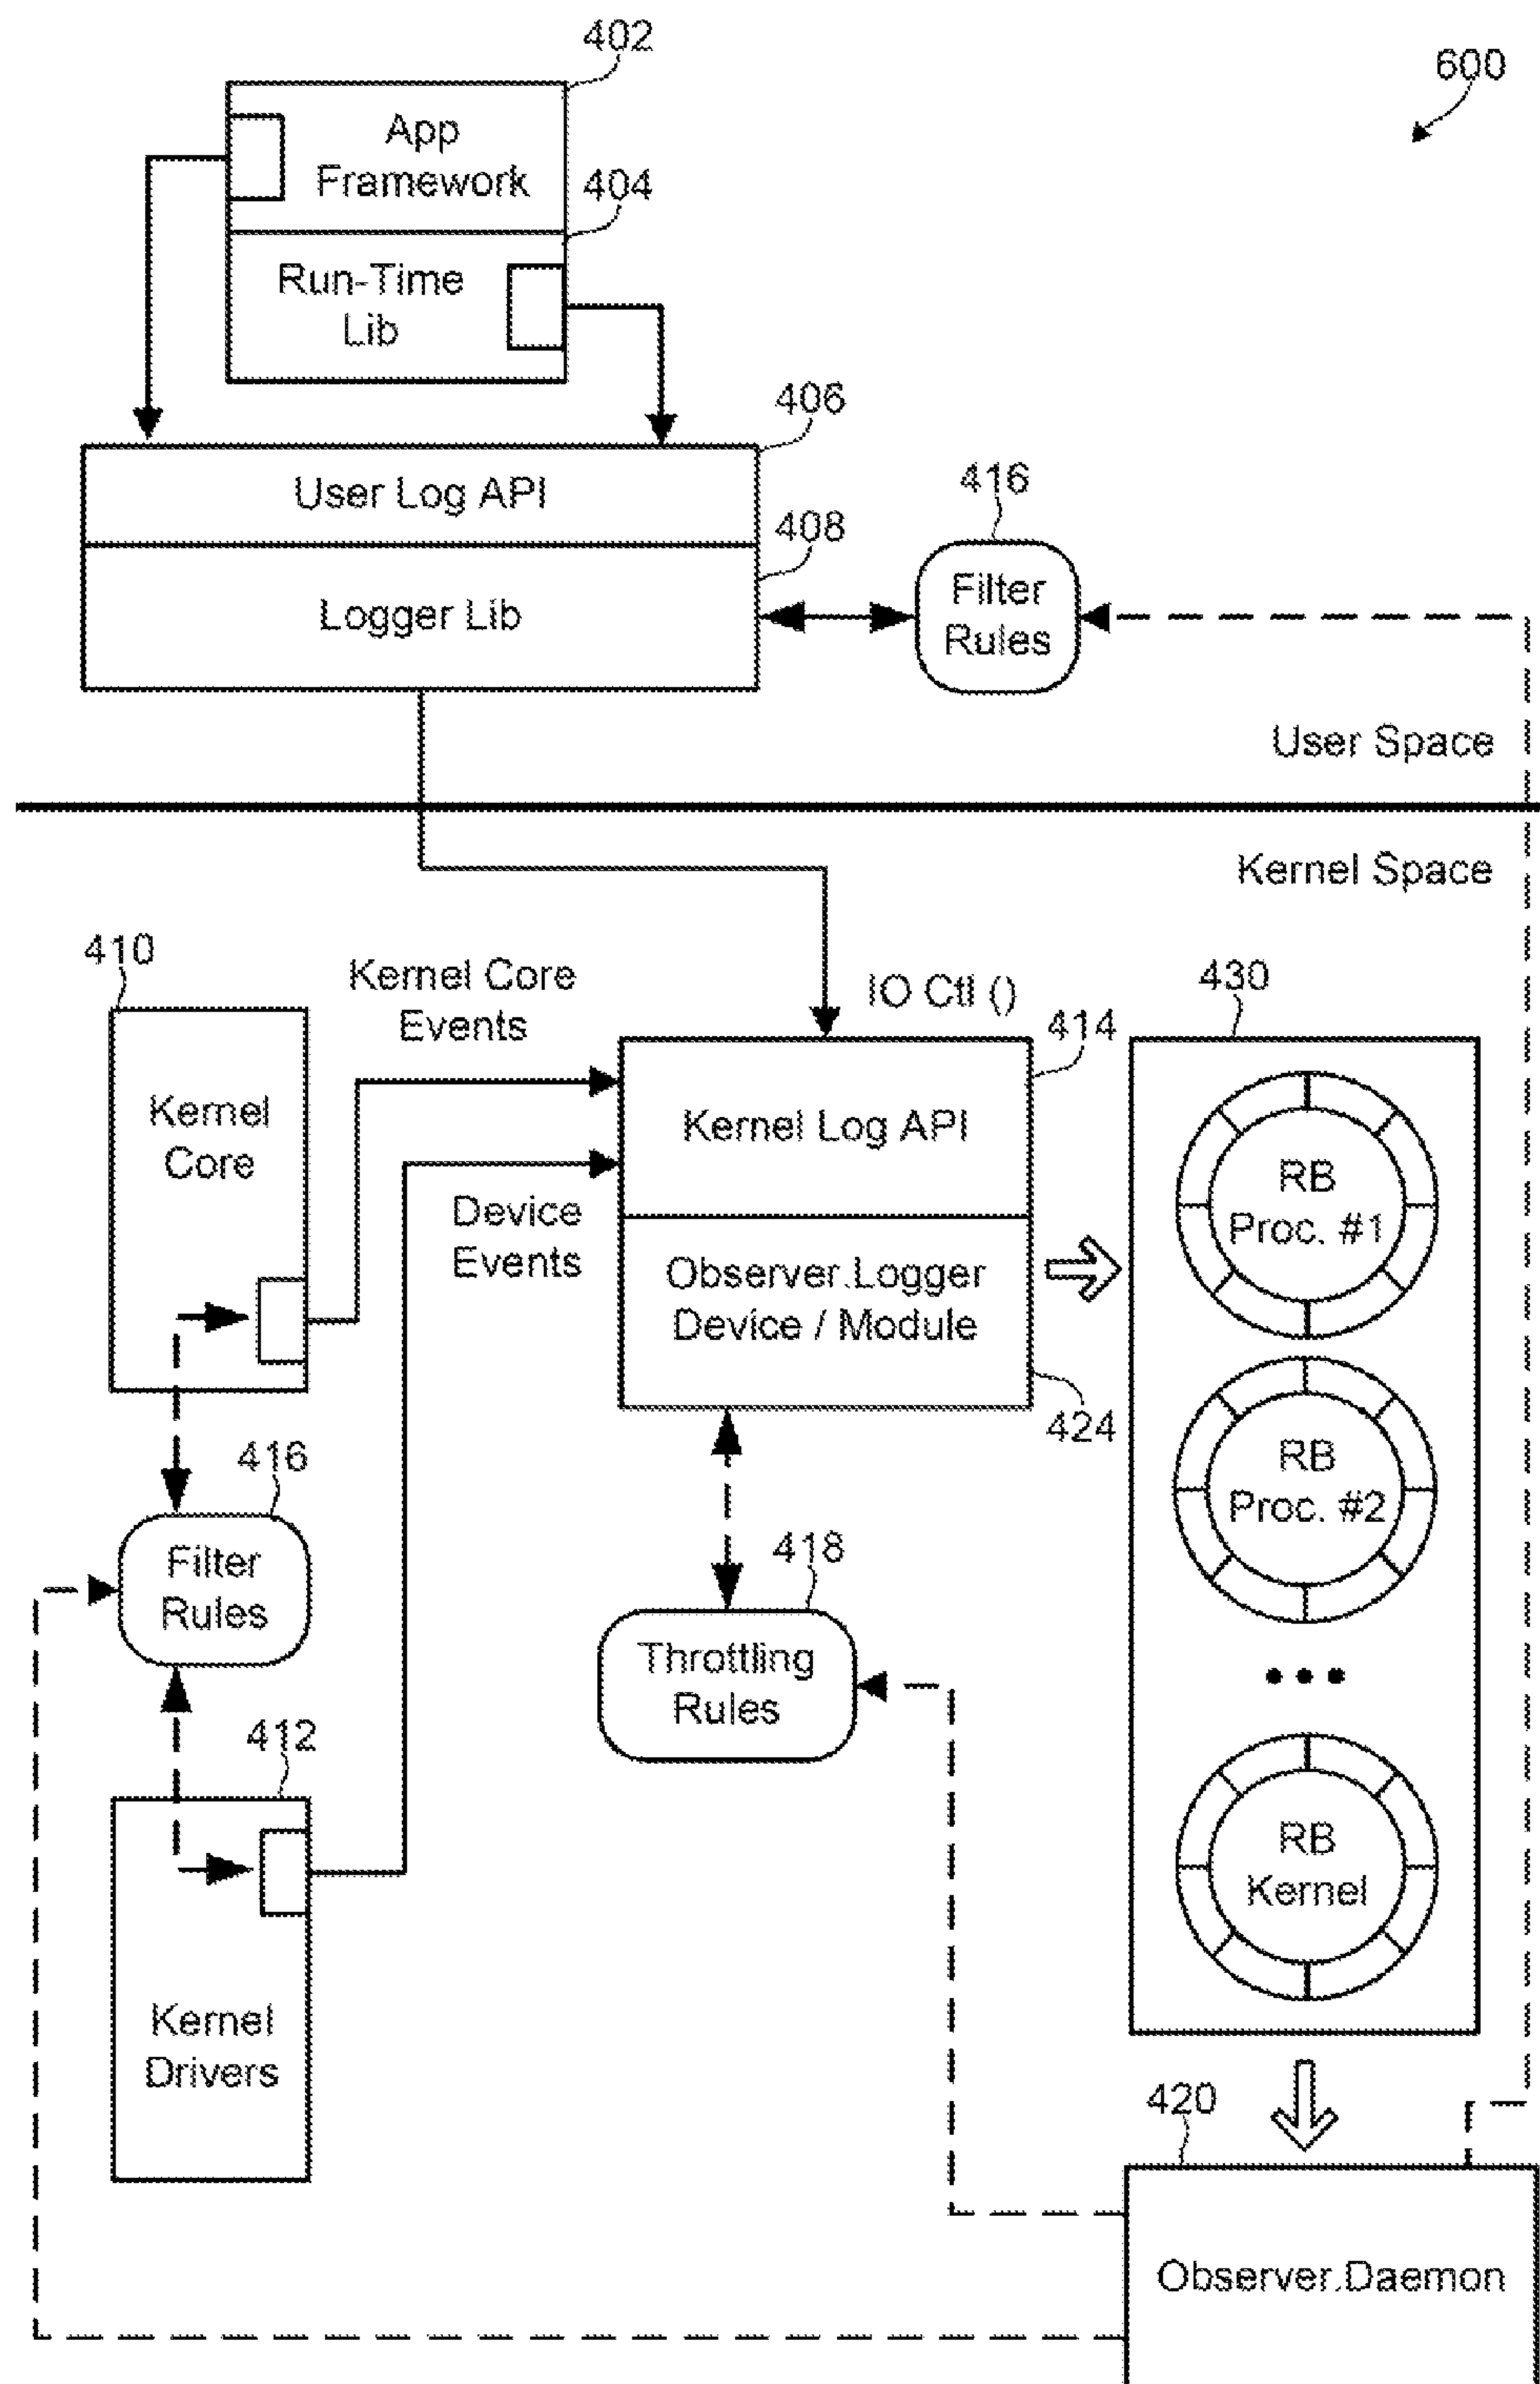 402
600
App
Framework
404
Run-Time
Lib
406
User Log API
416
408
Filter
Rules
Logger Lib
User Space
Kernel Space
410
Kernel Core
Events
IO Ctl ()
430
414
Kernel
Core
Kernel Log API
RB
Proc. #1
Device
Events
Observer.Logger
Device / Module
424
416
RB
Proc. #2
Filter
Rules
418
Throttling
Rules
• • •
412
RB
Kernel
Kernel
Drivers
420
Observer.Daemon